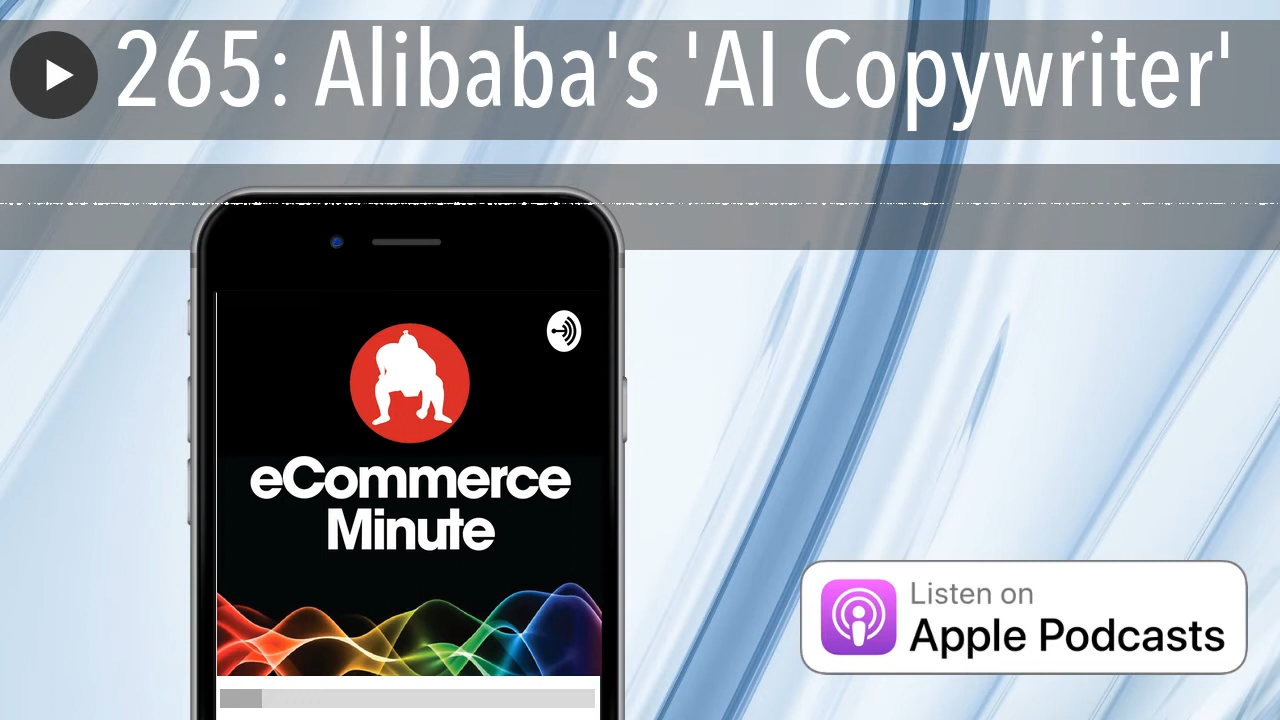 265: Alibaba's 'AI Copywriter'
eCommerce
Minute
Listen on
Apple Podcasts